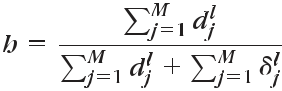 𝔥 = \frac{\sum_{j=1}^{M} d_j^l}{\sum_{j=1}^{M} d_j^l + \sum_{j=1}^{M} \delta_j^l}